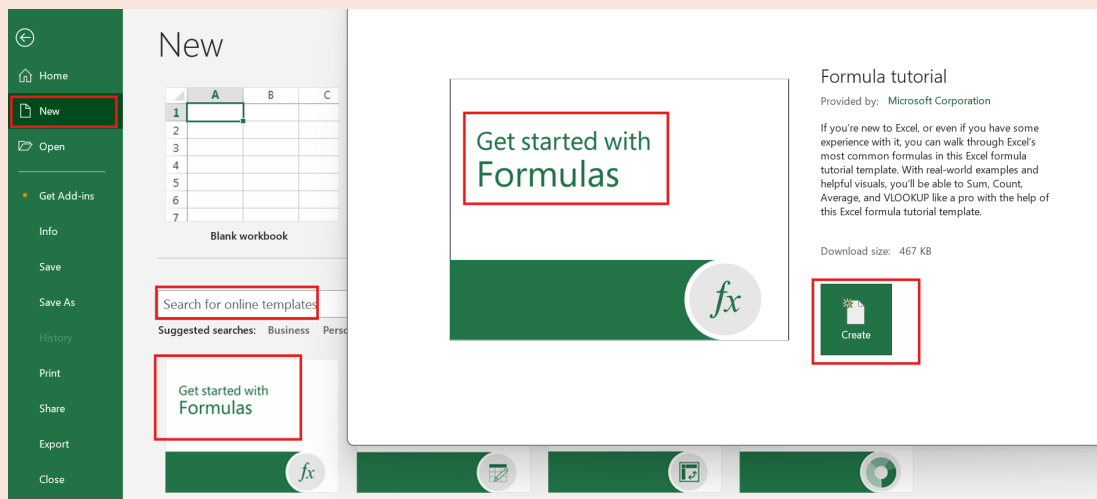 Home
New
Open
Get Add-ins
Info
Save
Save As
History
Print
Share
Export
Close
New
A B C
1
2
3
4
5
6
7
Blank workbook
Search for online templates
Suggested searches: Business
Get started with
Formulas
fx
Get started with
Formulas
fx
Formula tutorial
Provided by: Microsoft Corporation
If you're new to Excel, or even if you have some
experience with it, you can walk through Excel's
most common formulas in this Excel formula
tutorial template. With real-world examples and
helpful visuals, you'll be able to Sum, Count,
Average, and VLOOKUP like a pro with the help of
this Excel formula tutorial template.
Download size: 467 KB
Create